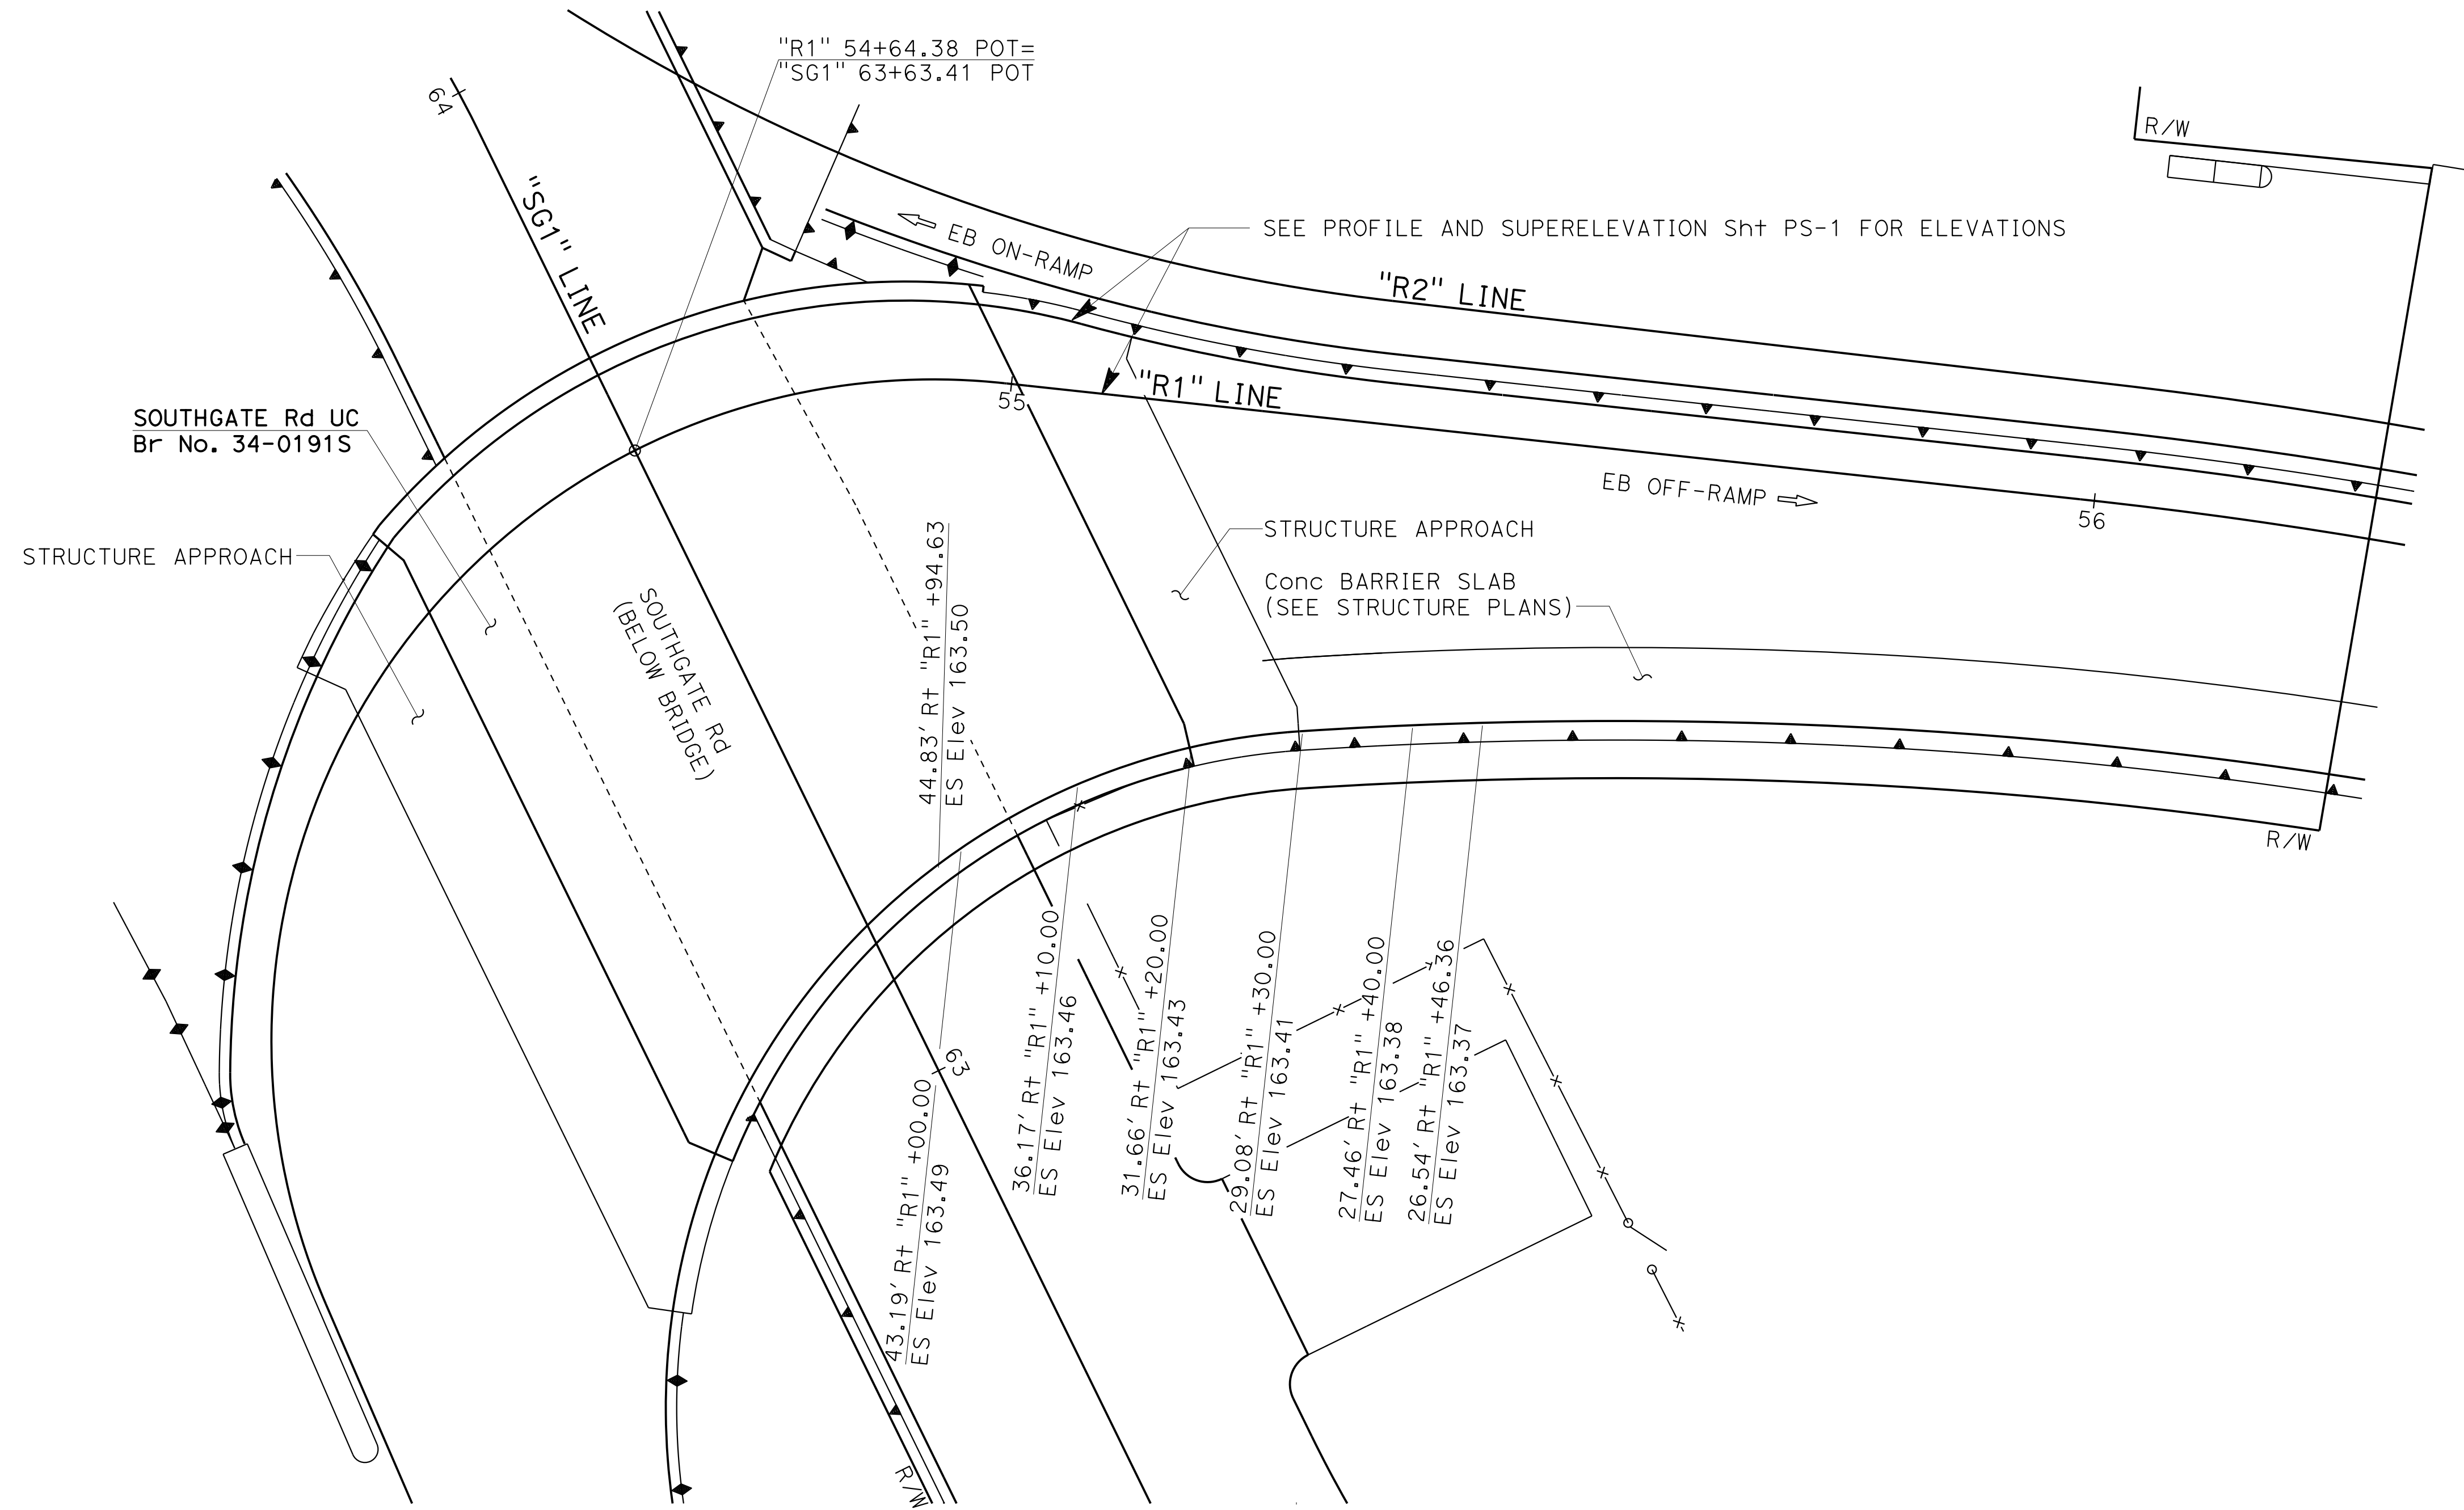 "R1" 54+64.38 POT=
"SG1" 63+63.41 POT
64
"SG1" LINE
R/W
EB ON-RAMP
SEE PROFILE AND SUPERELEVATION Sht PS-1 FOR ELEVATIONS
"R2" LINE
"R1" LINE
55
SOUTHGATE Rd UC
Br No. 34-0191S
EB OFF-RAMP
56
STRUCTURE APPROACH
STRUCTURE APPROACH
Conc BARRIER SLAB
(SEE STRUCTURE PLANS)
SOUTHGATE Rd
(BELOW BRIDGE)
44.83' Rt "R1" +94.63
ES Elev 163.50
R/W
63
43.19' Rt "R1" +00.00
ES Elev 163.49
36.17' Rt "R1" +10.00
ES Elev 163.46
31.66' Rt "R1" +20.00
ES Elev 163.43
29.08' Rt "R1" +30.00
ES Elev 163.41
27.46' Rt "R1" +40.00
ES Elev 163.38
26.54' Rt "R1" +46.36
ES Elev 163.37
R/W